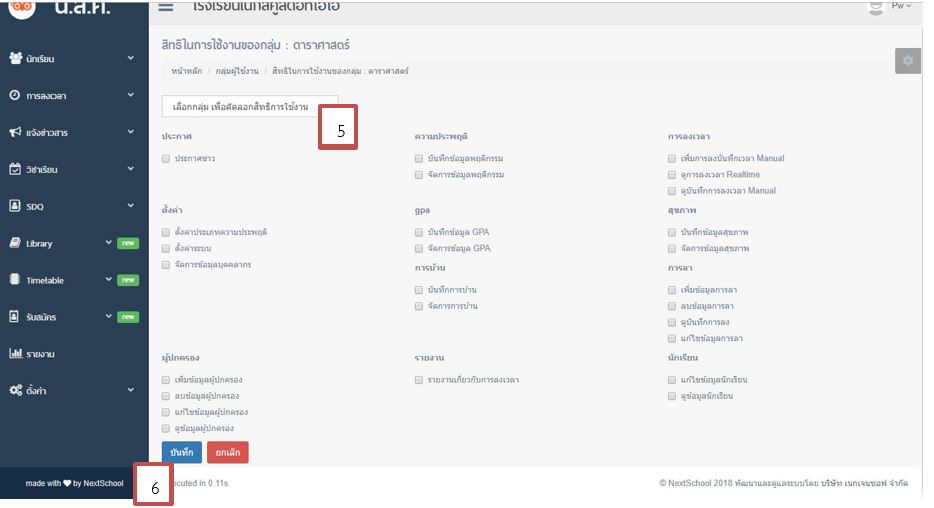 น.ส.ศ.
โรงเรียนเน็กส์คูลดอทไอโอ
Pw
นักเรียน
การลงเวลา
แจ้งข่าวสาร
วิชาเรียน
SDQ
Library new
Timetable new
รับสมัคร new
รายงาน
ตั้งค่า
made with by NextSchool
สิทธิในการใช้งานของกลุ่ม : ดาราศาสตร์
หน้าหลัก / กลุ่มผู้ใช้งาน / สิทธิในการใช้งานของกลุ่ม : ดาราศาสตร์
เลือกกลุ่ม เพื่อคัดลอกสิทธิการใช้งาน
5
ประกาศ
ประกาศข่าว
ความประพฤติ
บันทึกข้อมูลพฤติกรรม
จัดการข้อมูลพฤติกรรม
การลงเวลา
เพิ่มการลงบันทึกเวลา Manual
ดูการลงเวลา Realtime
ดูบันทึกการลงเวลา Manual
ตั้งค่า
ตั้งค่าประเภทความประพฤติ
ตั้งค่าระบบ
จัดการข้อมูลบุคคลากร
gpa
บันทึกข้อมูล GPA
จัดการข้อมูล GPA
สุขภาพ
บันทึกข้อมูลสุขภาพ
จัดการข้อมูลสุขภาพ
การบ้าน
บันทึกการบ้าน
จัดการการบ้าน
การลา
เพิ่มข้อมูลการลา
ลบข้อมูลการลา
ดูบันทึกการลง
แก้ไขข้อมูลการลา
ผู้ปกครอง
เพิ่มข้อมูลผู้ปกครอง
ลบข้อมูลผู้ปกครอง
แก้ไขข้อมูลผู้ปกครอง
ดูข้อมูลผู้ปกครอง
รายงาน
รายงานเกี่ยวกับการลงเวลา
นักเรียน
แก้ไขข้อมูลนักเรียน
ดูข้อมูลนักเรียน
บันทึก ยกเลิก
6
ecuted in 0.11s
© NextSchool 2018 พัฒนาและดูแลระบบโดย บริษัท เนกเจนซอฟ จำกัด